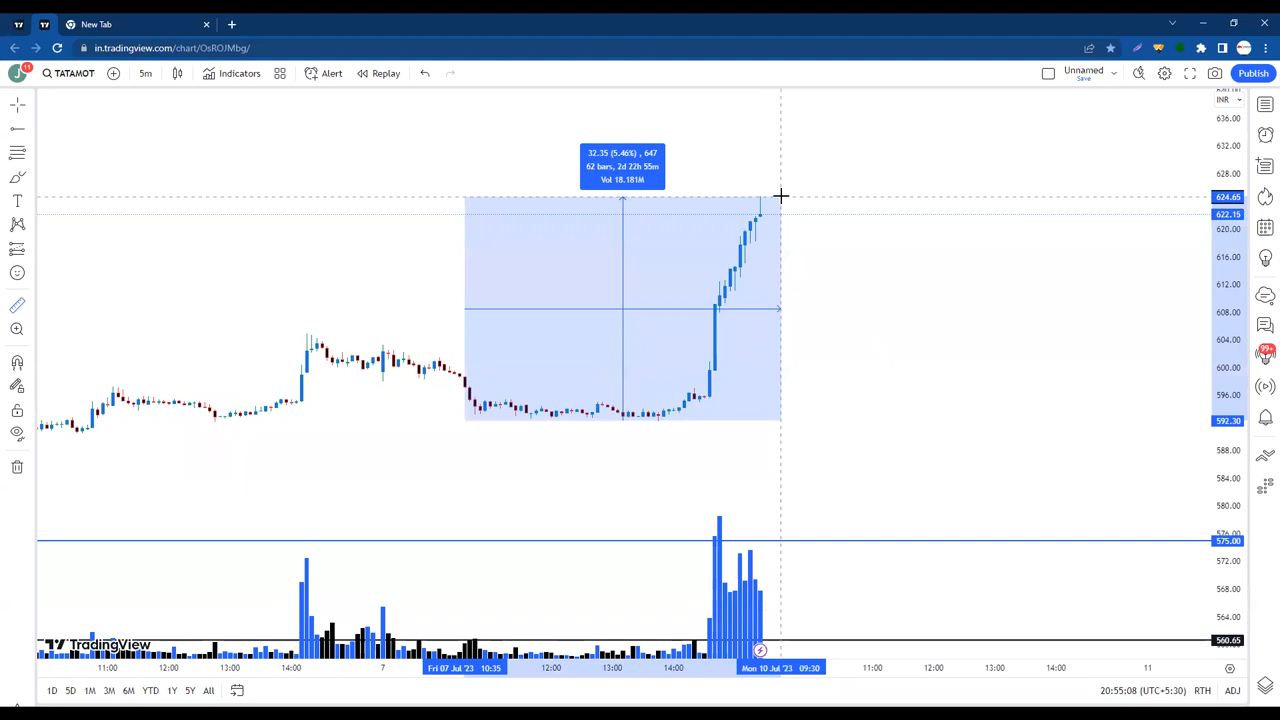 New Tab
in.tradingview.com/chart/OsROJMbg/
J
11
TATAMOT
5m
Indicators
Alert
Replay
Unnamed
Save
Publish
INR
636.00
632.00
628.00
624.65
622.15
620.00
616.00
612.00
608.00
604.00
600.00
596.00
592.30
588.00
584.00
580.00
575.00
572.00
568.00
564.00
560.65
32.35 (5.46%) , 647
62 bars, 2d 22h 55m
Vol 18.181M
99+
TradingView
11:00
12:00
13:00
14:00
7
Fri 07 Jul '23 10:35
12:00
13:00
14:00
Mon 10 Jul '23 09:30
11:00
12:00
13:00
14:00
11
1D
5D
1M
3M
6M
YTD
1Y
5Y
All
20:55:08 (UTC+5:30)
RTH
ADJ